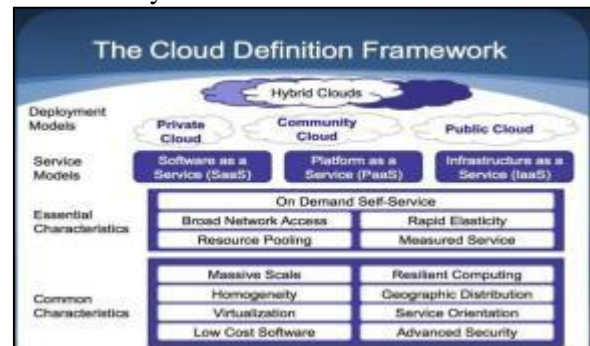 The Cloud Definition Framework
Hybrid Clouds
Deployment
Models
Private
Cloud
Community
Cloud
Public Cloud
Service
Models
Software as a
Service (SaaS)
Platform as a
Service (PaaS)
Infrastructure as a
Service (IaaS)
Essential
Characteristics
On Demand Self-Service
Broad Network Access
Rapid Elasticity
Resource Pooling
Measured Service
Common
Characteristics
Massive Scale
Resilient Computing
Homogeneity
Geographic Distribution
Virtualization
Service Orientation
Low Cost Software
Advanced Security